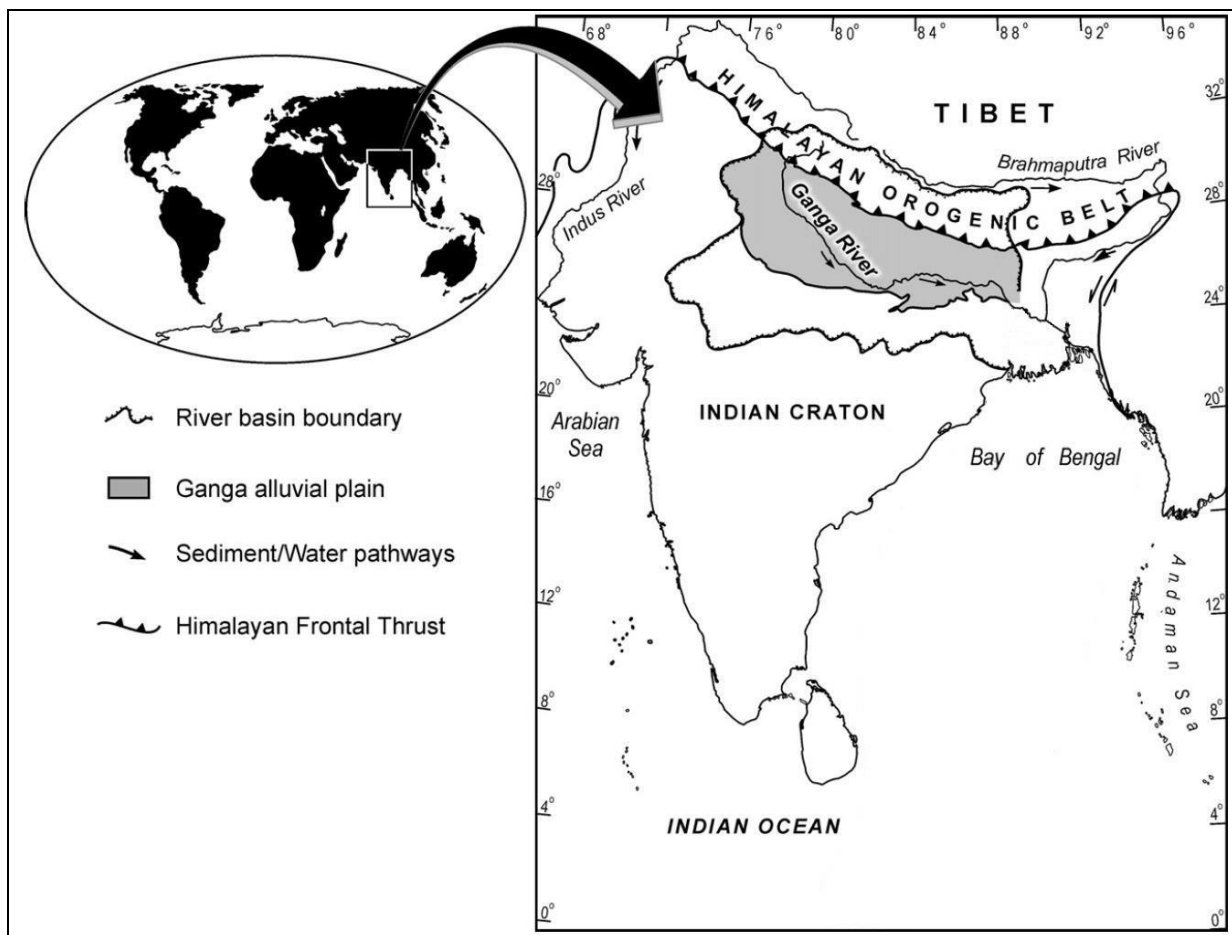 68°
76°
80°
84°
88°
92°
96°
32°
28°
24°
20°
16°
12°
8°
4°
0°
28°
20°
16°
12°
8°
4°
0°
HIMALAYAN OROGENIC BELT
TIBET
Brahmaputra River
Indus River
Ganga River
INDIAN CRATON
Arabian
Sea
Bay of Bengal
Andaman Sea
INDIAN OCEAN
River basin boundary
Ganga alluvial plain
Sediment/Water pathways
Himalayan Frontal Thrust